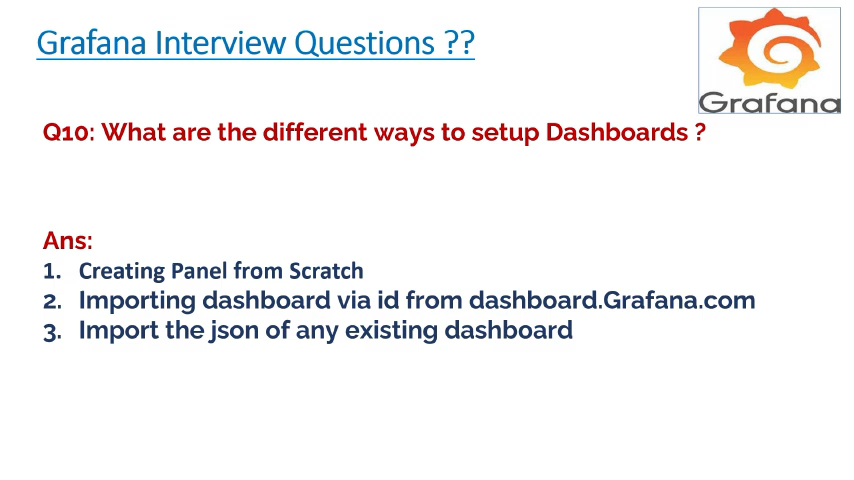 Grafana Interview Questions ??
Grafana
Q10: What are the different ways to setup Dashboards ?
Ans:
1. Creating Panel from Scratch
2. Importing dashboard via id from dashboard.Grafana.com
3. Import the json of any existing dashboard